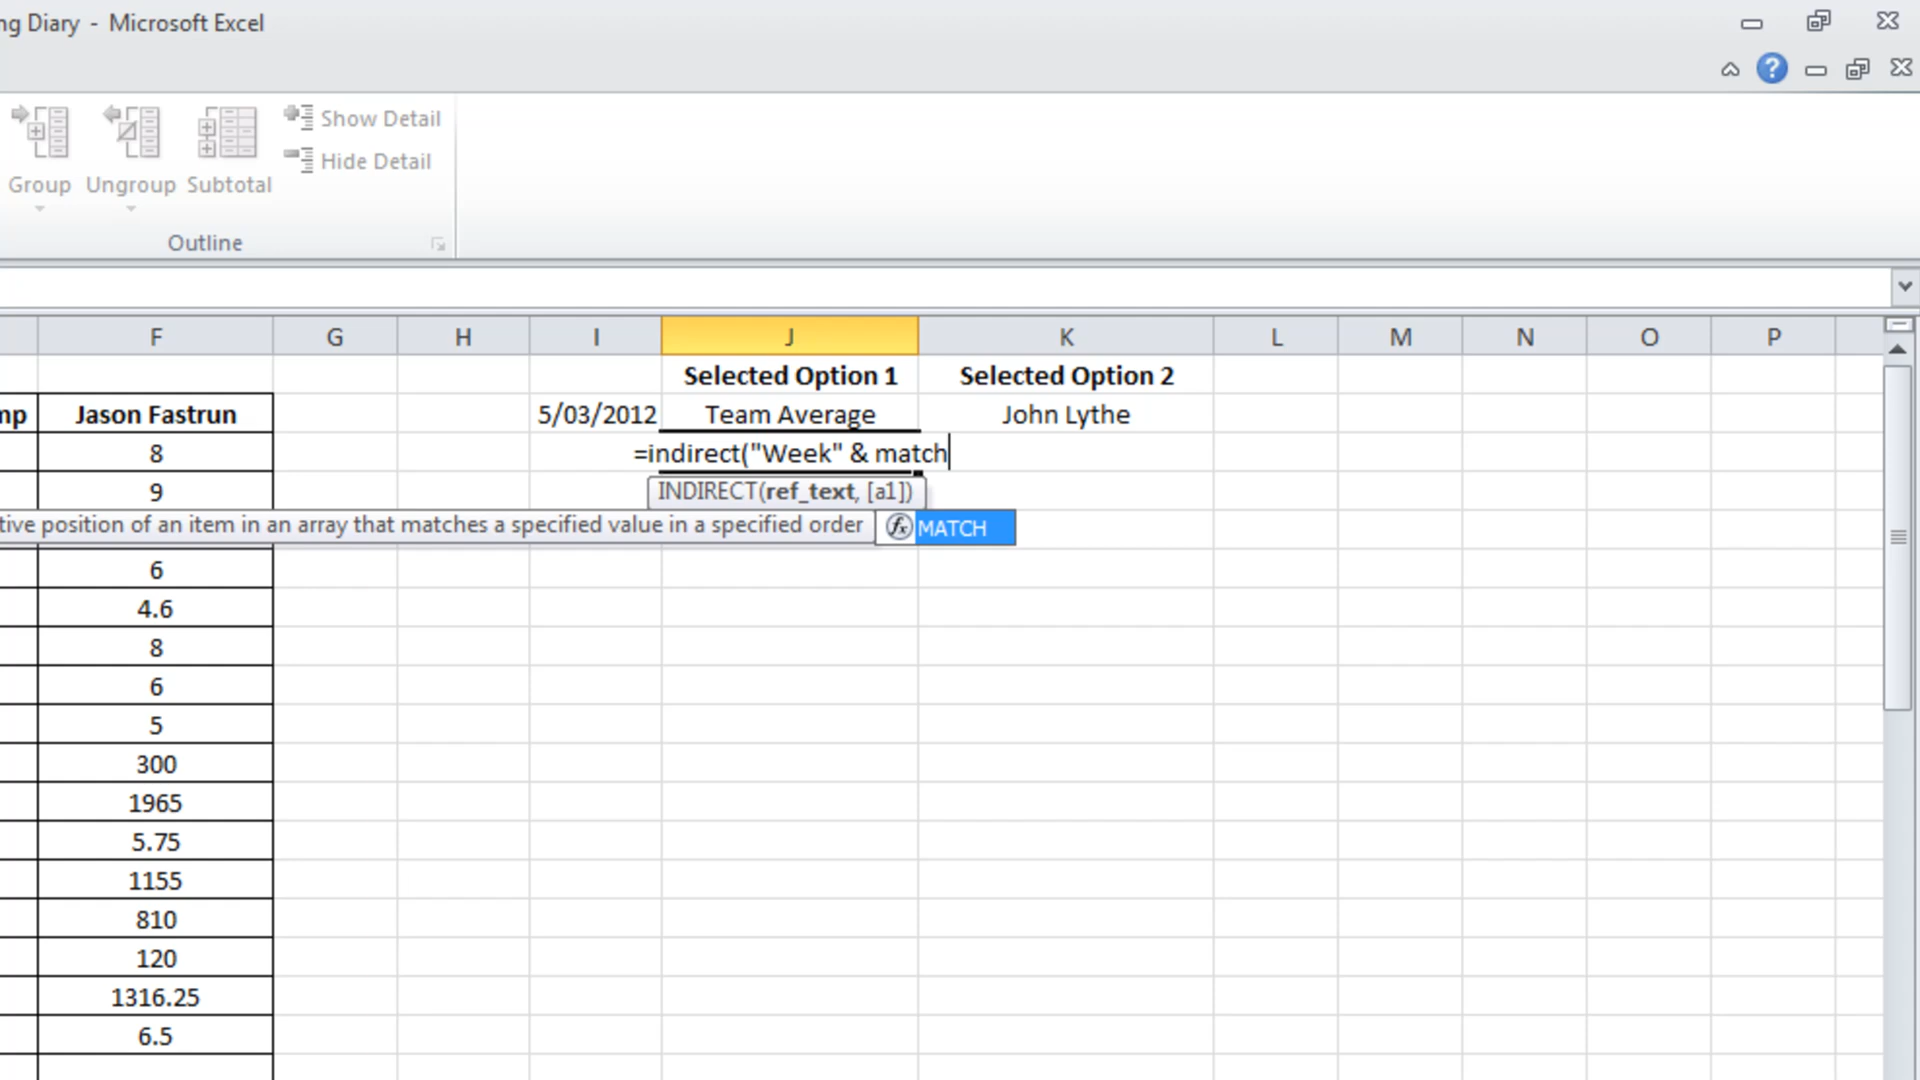 ng Diary - Microsoft Excel
Show Detail
Hide Detail
Group Ungroup Subtotal
Outline
F G H I J K L M N O P
Selected Option 1 Selected Option 2
mp Jason Fastrun 5/03/2012 Team Average John Lythe
8 =indirect("Week" & match
9 INDIRECT(ref_text, [a1])
tive position of an item in an array that matches a specified value in a specified order MATCH
6
4.6
8
6
5
300
1965
5.75
1155
810
120
1316.25
6.5